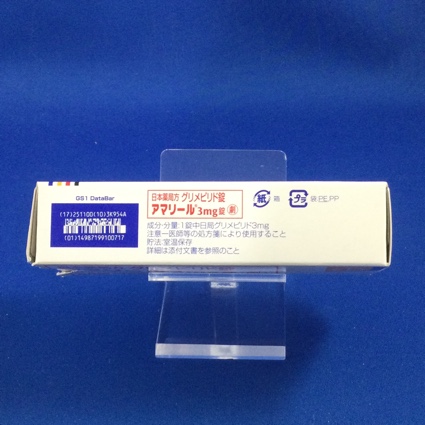 GS1 DataBar
(17)251100(10)3K954A
(01)14987199100717
日本薬局方 グリメピリド錠
アマリール® 3mg錠 劇
成分・分量:1錠中日局グリメピリド3mg
注意-医師等の処方箋により使用すること
貯法:室温保存
詳細は添付文書を参照のこと
紙 箱
プラ 袋:PE,PP